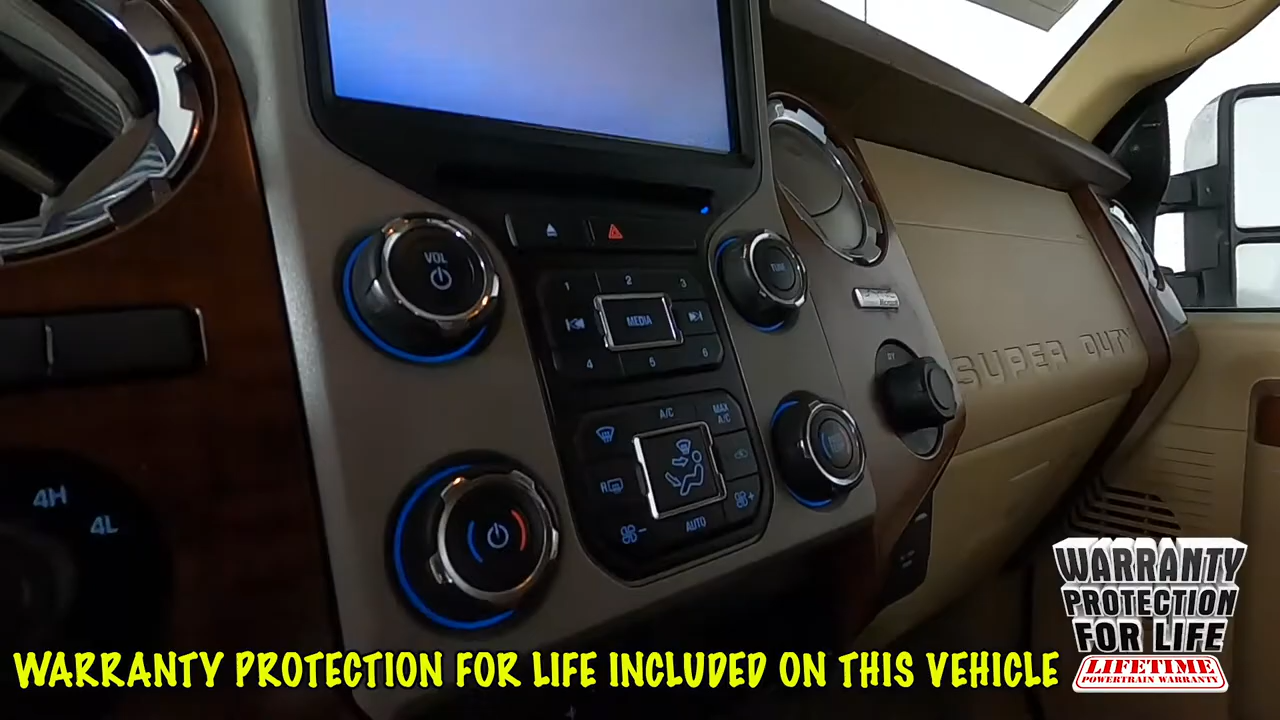 VOL
TUNE
1 2 3
MEDIA
4 5 6
SUPER DUTY
A/C
MAX
A/C
R
AUTO
4H
4L
WARRANTY
PROTECTION
FOR LIFE
LIFETIME
POWERTRAIN WARRANTY
WARRANTY PROTECTION FOR LIFE INCLUDED ON THIS VEHICLE